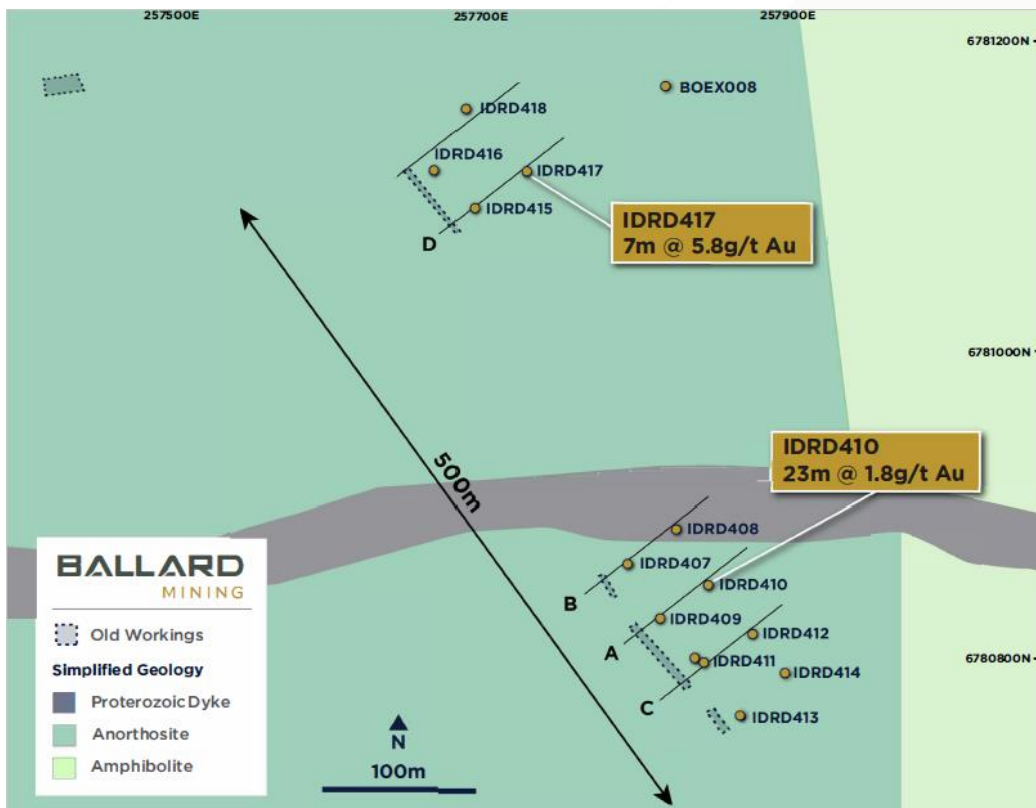 257500E
257700E
257900E
6781200N
BOEX008
IDRD418
IDRD416
IDRD417
IDRD415
D
IDRD417
7m @ 5.8g/t Au
6781000N
500m
IDRD410
23m @ 1.8g/t Au
IDRD408
IDRD407
B
IDRD410
IDRD409
A
IDRD412
IDRD411
IDRD414
6780800N
C
IDRD413
BALLARD
MINING
Old Workings
Simplified Geology
Proterozoic Dyke
Anorthosite
Amphibolite
N
100m